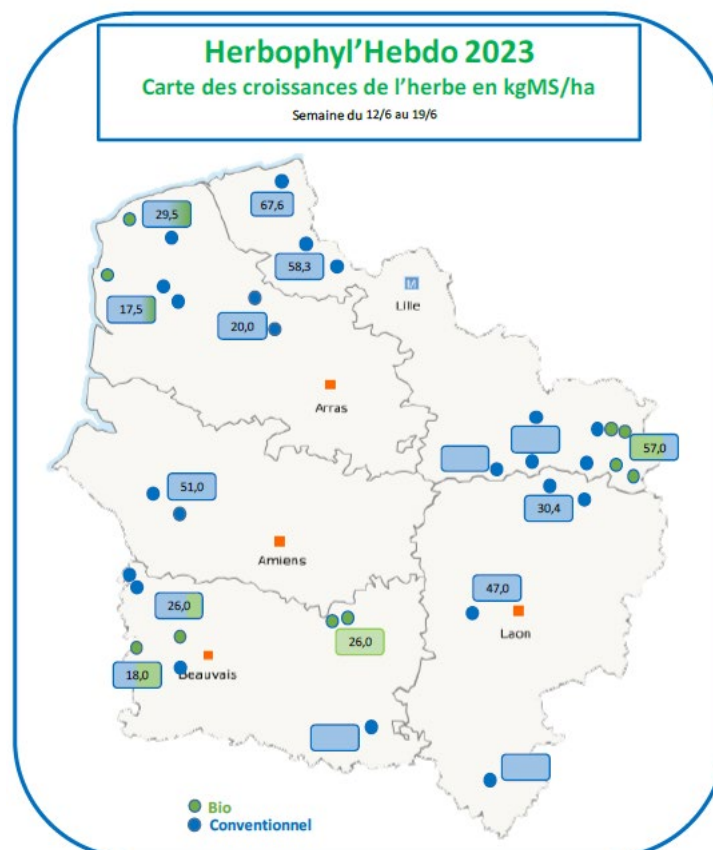 Herbophyl’Hebdo 2023
Carte des croissances de l’herbe en kgMS/ha
Semaine du 12/6 au 19/6
67,6
29,5
58,3
Lille
17,5
20,0
Arras
57,0
51,0
30,4
Amiens
47,0
26,0
Laon
26,0
Beauvais
18,0
Bio
Conventionnel